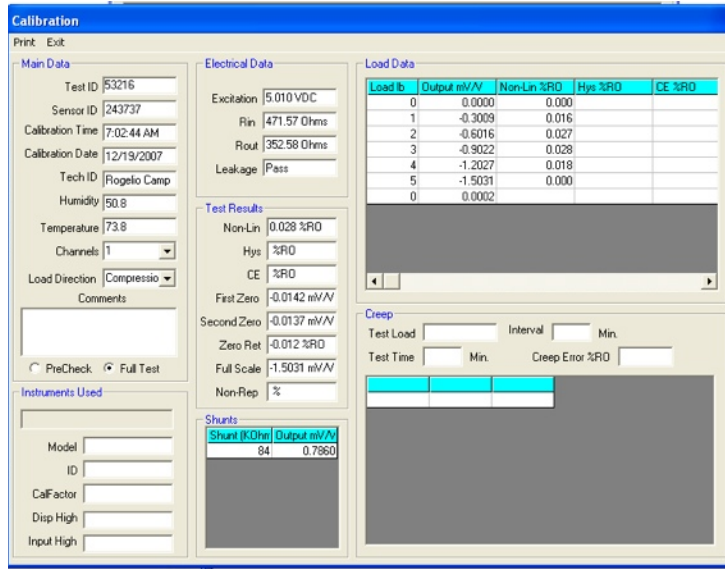 Calibration
Print Exit
Main Data
Test ID 53216
Sensor ID 243737
Calibration Time 7:02:44 AM
Calibration Date 12/19/2007
Tech ID Rogelio Camp
Humidity 50.8
Temperature 73.8
Channels 1
Load Direction Compressio
Comments
PreCheck Full Test
Instruments Used
Model
ID
CalFactor
Disp High
Input High
Electrical Data
Excitation 5.010 VDC
Rin 471.57 Ohms
Rout 352.58 Ohms
Leakage Pass
Test Results
Non-Lin 0.028 %RO
Hys %RO
CE %RO
First Zero -0.0142 mV/V
Second Zero -0.0137 mV/V
Zero Ret -0.012 %RO
Full Scale -1.5031 mV/V
Non-Rep %
Shunts
Shunt (KOhm Output mV/V
84 0.7860
Load Data
Load lb Output mV/V Non-Lin %RO Hys %RO CE %RO
0 0.0000 0.000
1 -0.3009 0.016
2 -0.6016 0.027
3 -0.9022 0.028
4 -1.2027 0.018
5 -1.5031 0.000
0 0.0002
Creep
Test Load Interval Min.
Test Time Min. Creep Error %RO